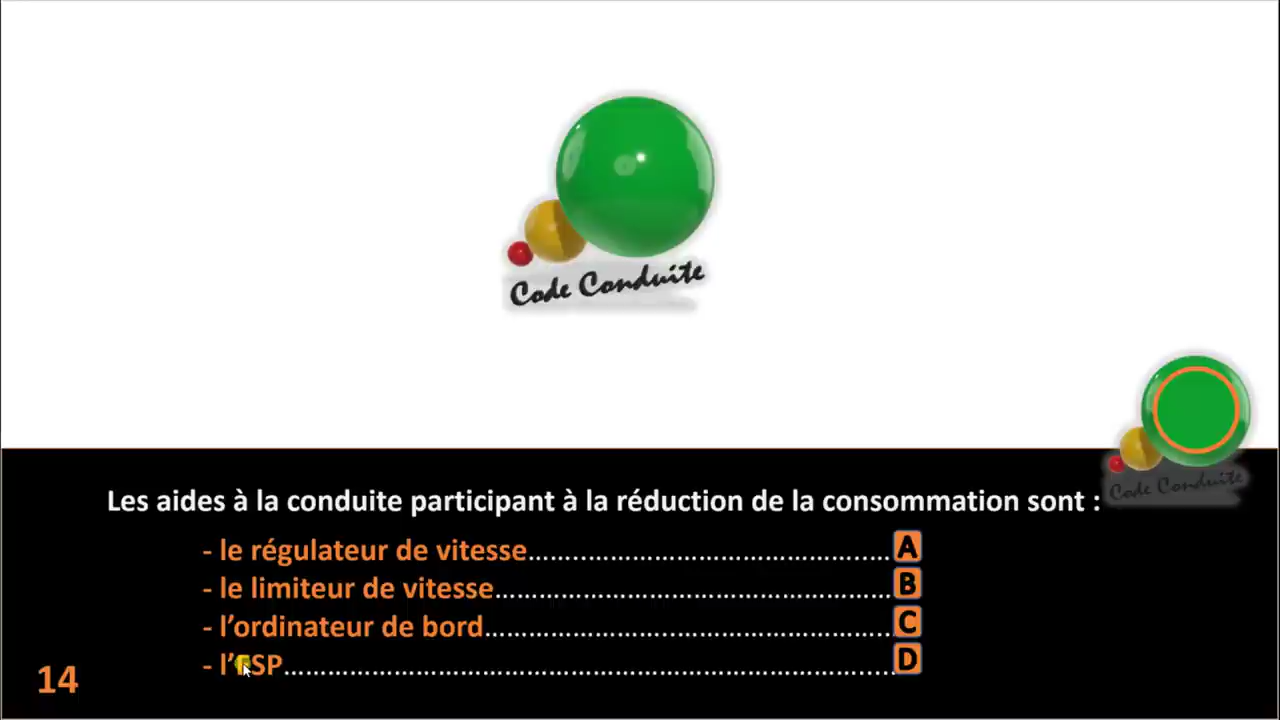 Code Conduite
Code Conduite
Les aides à la conduite participant à la réduction de la consommation sont :
- le régulateur de vitesse.................................................. A
- le limiteur de vitesse...................................................... B
- l'ordinateur de bord....................................................... C
- l'ESP.................................................................................. D
14